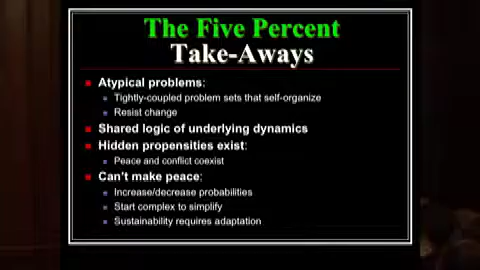 The Five Percent
Take-Aways
Atypical problems:
Tightly-coupled problem sets that self-organize
Resist change
Shared logic of underlying dynamics
Hidden propensities exist:
Peace and conflict coexist
Can't make peace:
Increase/decrease probabilities
Start complex to simplify
Sustainability requires adaptation